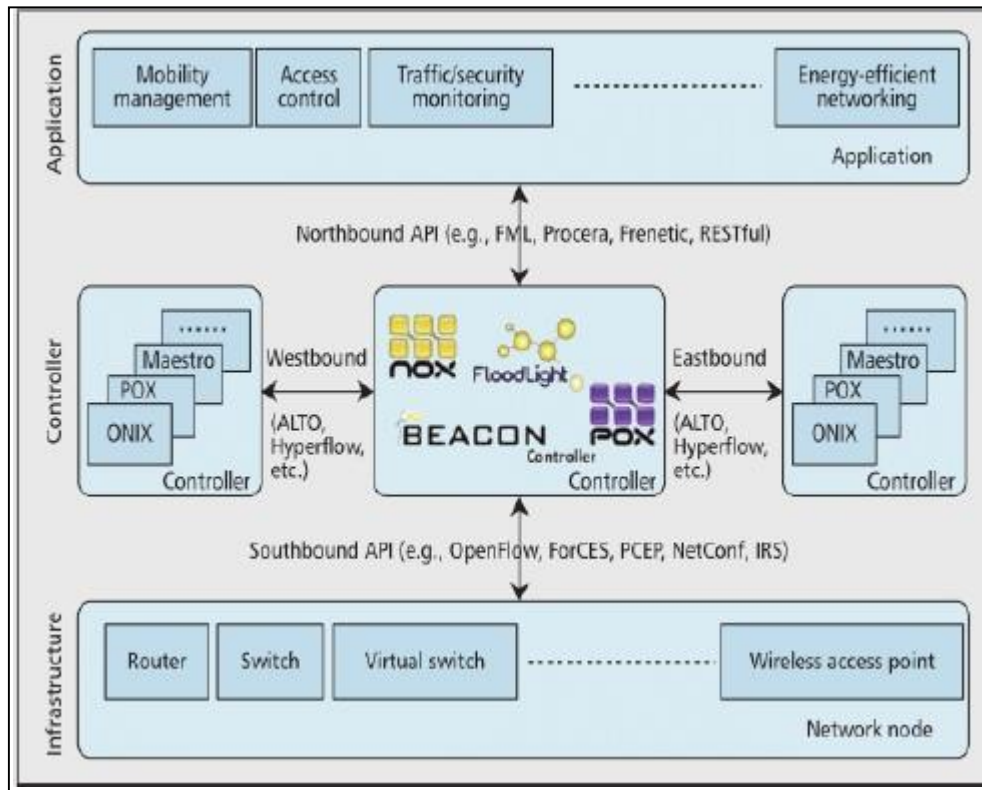 Application
Mobility
management
Access
control
Traffic/security
monitoring
Energy-efficient
networking
Application
Northbound API (e.g., FML, Procera, Frenetic, RESTful)
Controller
......
Maestro
POX
ONIX
Controller
Westbound
(ALTO,
Hyperflow,
etc.)
nox
FloodLight
BEACON
Controller
POX
Controller
Eastbound
(ALTO,
Hyperflow,
etc.)
......
Maestro
POX
ONIX
Controller
Southbound API (e.g., OpenFlow, ForCES, PCEP, NetConf, IRS)
Infrastructure
Router
Switch
Virtual switch
Wireless access point
Network node